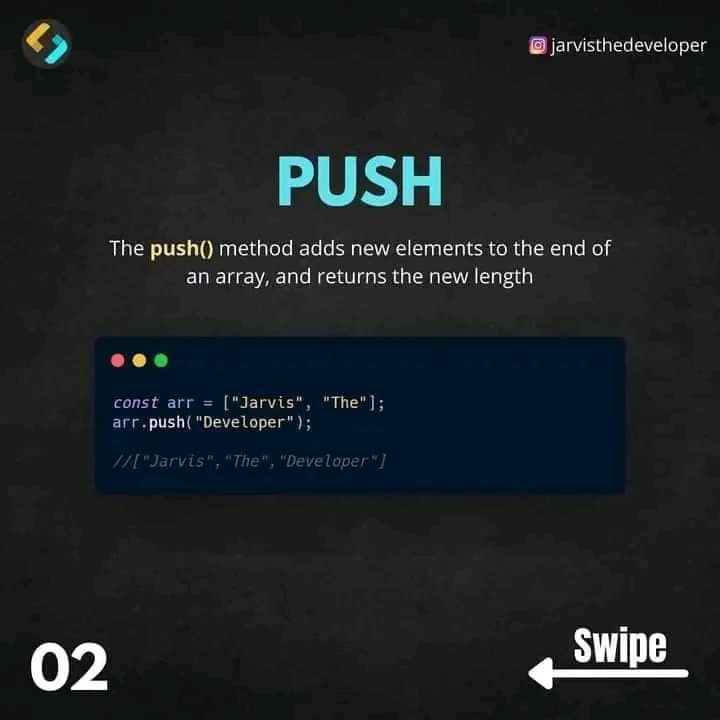 jarvisthedeveloper
PUSH
The push() method adds new elements to the end of
an array, and returns the new length
const arr = ["Jarvis", "The"];
arr.push("Developer");
//["Jarvis","The","Developer"]
02
Swipe